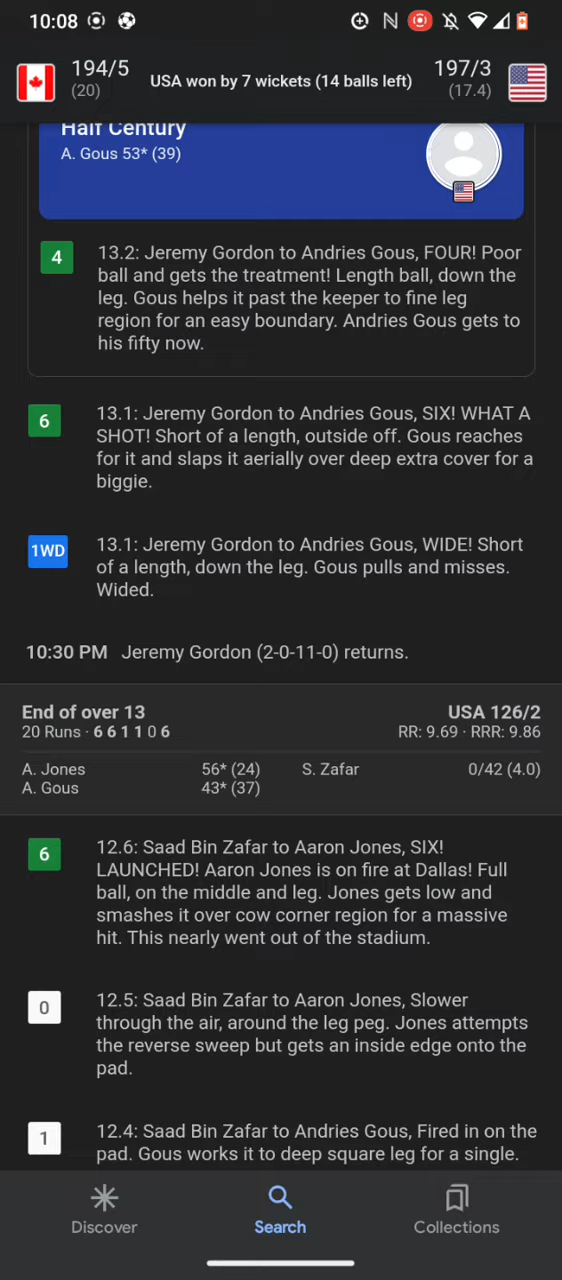 10:08
194/5
(20)
USA won by 7 wickets (14 balls left)
197/3
(17.4)
Half Century
A. Gous 53* (39)
4
13.2: Jeremy Gordon to Andries Gous, FOUR! Poor
ball and gets the treatment! Length ball, down the
leg. Gous helps it past the keeper to fine leg
region for an easy boundary. Andries Gous gets to
his fifty now.
6
13.1: Jeremy Gordon to Andries Gous, SIX! WHAT A
SHOT! Short of a length, outside off. Gous reaches
for it and slaps it aerially over deep extra cover for a
biggie.
1WD
13.1: Jeremy Gordon to Andries Gous, WIDE! Short
of a length, down the leg. Gous pulls and misses.
Wided.
10:30 PM Jeremy Gordon (2-0-11-0) returns.
End of over 13 USA 126/2
20 Runs · 6 6 1 1 0 6 RR: 9.69 · RRR: 9.86
A. Jones 56* (24) S. Zafar 0/42 (4.0)
A. Gous 43* (37)
6
12.6: Saad Bin Zafar to Aaron Jones, SIX!
LAUNCHED! Aaron Jones is on fire at Dallas! Full
ball, on the middle and leg. Jones gets low and
smashes it over cow corner region for a massive
hit. This nearly went out of the stadium.
0
12.5: Saad Bin Zafar to Aaron Jones, Slower
through the air, around the leg peg. Jones attempts
the reverse sweep but gets an inside edge onto the
pad.
1
12.4: Saad Bin Zafar to Andries Gous, Fired in on the
pad. Gous works it to deep square leg for a single.
Discover Search Collections